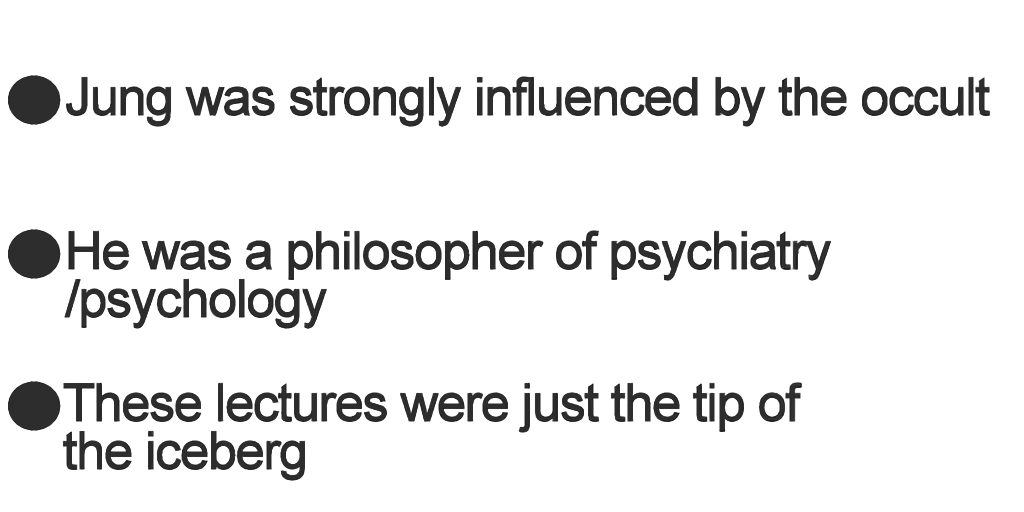 ●Jung was strongly influenced by the occult
●He was a philosopher of psychiatry
/psychology
●These lectures were just the tip of
the iceberg